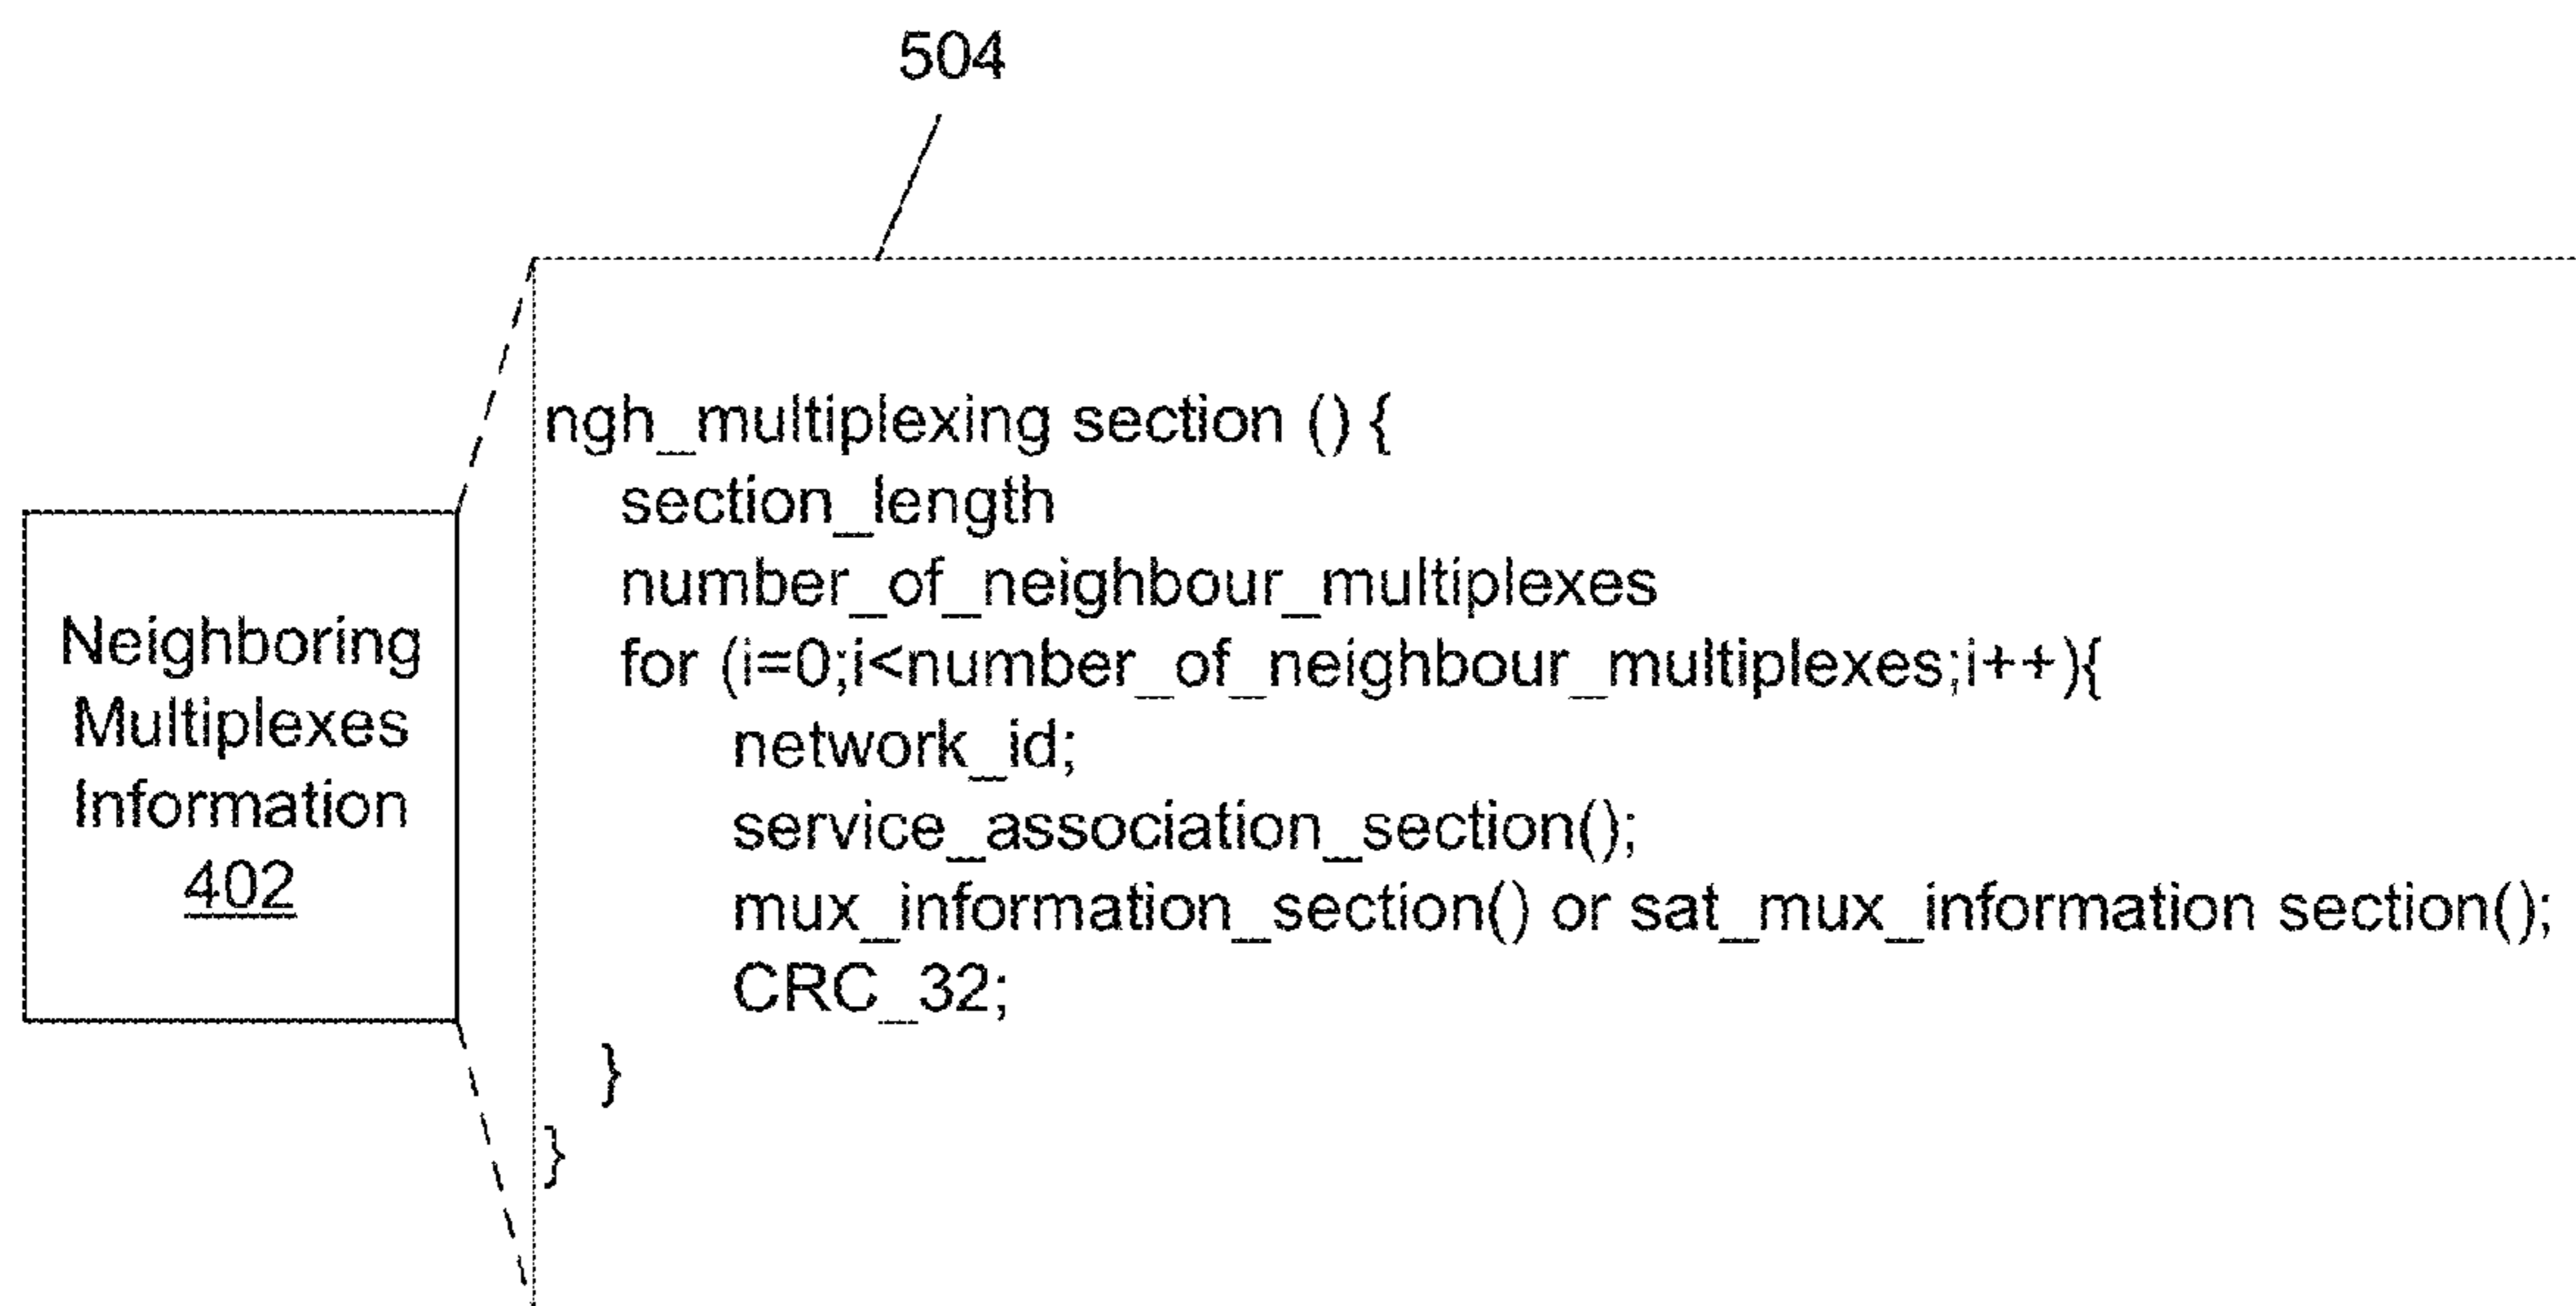 504
Neighboring
Multiplexes
Information
402
ngh_multiplexing section () {
section_length
number_of_neighbour_multiplexes
for (i=0;i<number_of_neighbour_multiplexes;i++){
network_id;
service_association_section();
mux_information_section() or sat_mux_information section();
CRC_32;
}
}